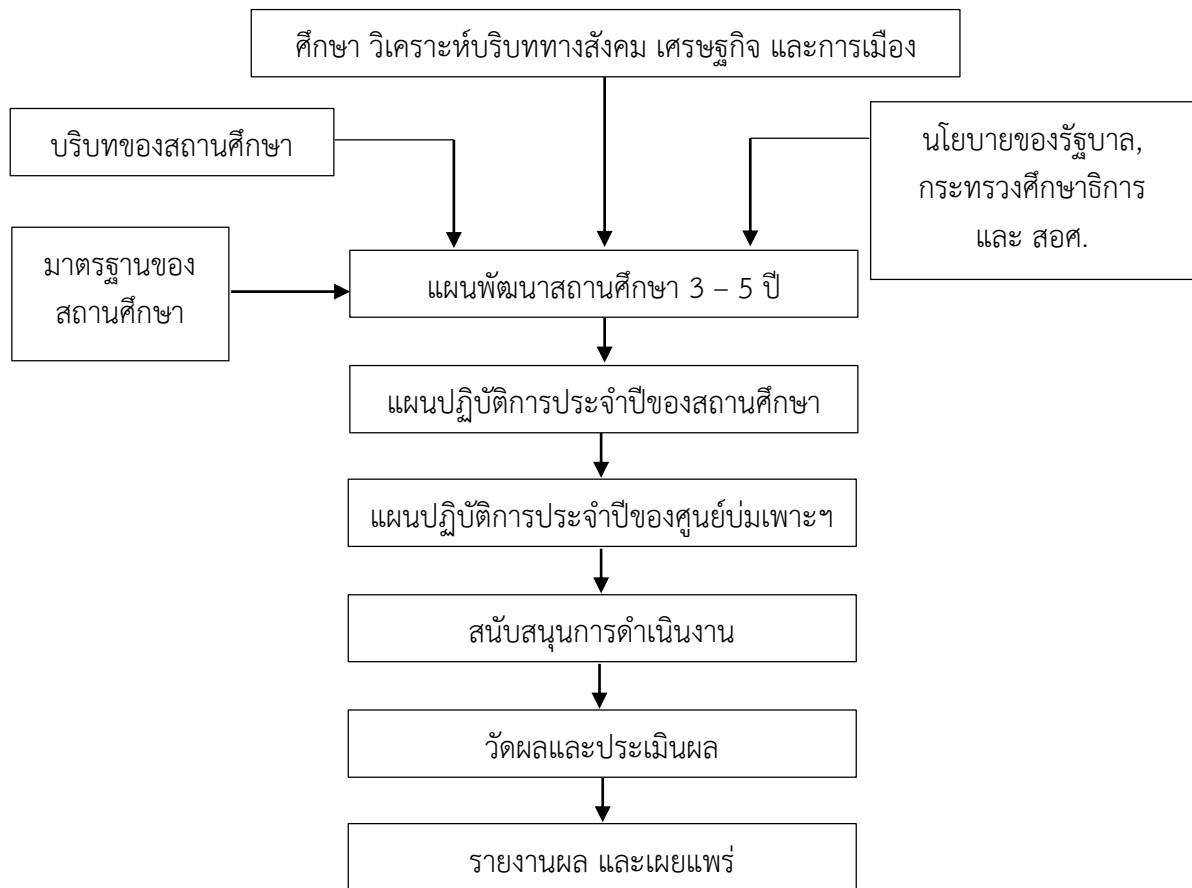 ศึกษา วิเคราะห์บริบททางสังคม เศรษฐกิจ และการเมือง
บริบทของสถานศึกษา
นโยบายของรัฐบาล,
กระทรวงศึกษาธิการ
และ สอศ.
มาตรฐานของ
สถานศึกษา
แผนพัฒนาสถานศึกษา 3 – 5 ปี
แผนปฏิบัติการประจำปีของสถานศึกษา
แผนปฏิบัติการประจำปีของศูนย์บ่มเพาะฯ
สนับสนุนการดำเนินงาน
วัดผลและประเมินผล
รายงานผล และเผยแพร่